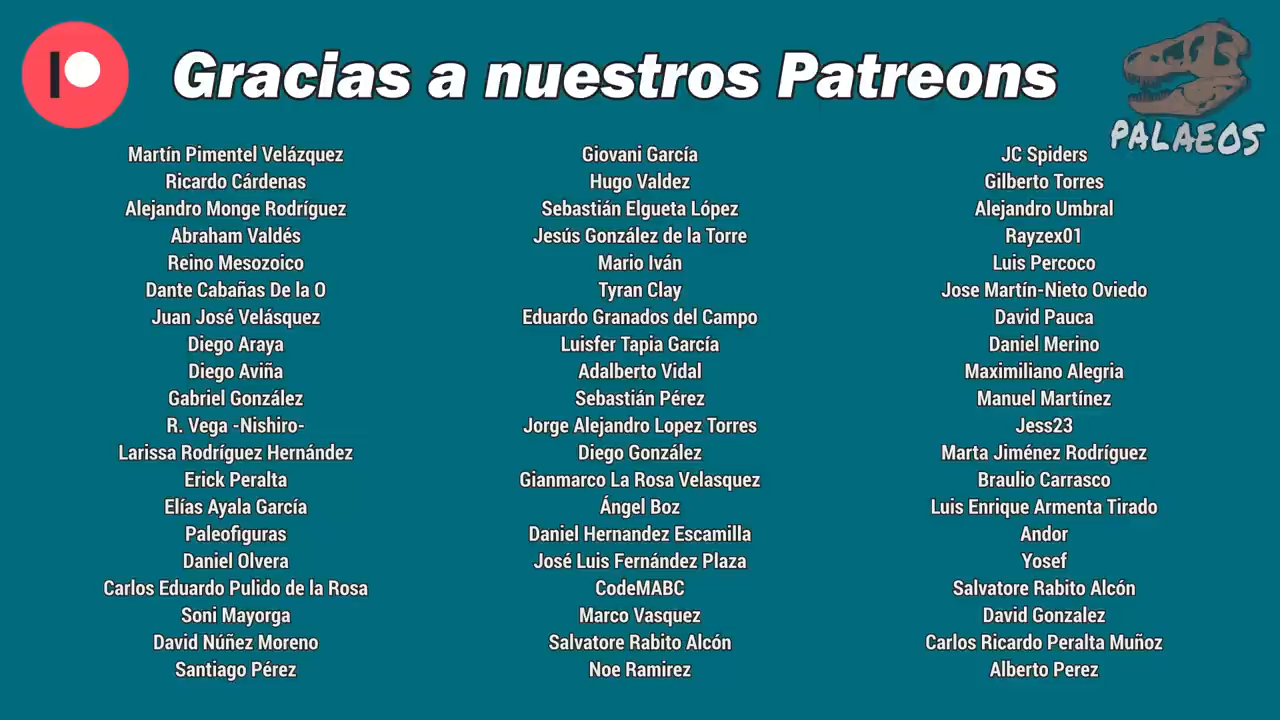 Gracias a nuestros Patreons
PALAEOS
Martín Pimentel Velázquez
Ricardo Cárdenas
Alejandro Monge Rodríguez
Abraham Valdés
Reino Mesozoico
Dante Cabañas De la O
Juan José Velásquez
Diego Araya
Diego Aviña
Gabriel González
R. Vega -Nishiro-
Larissa Rodríguez Hernández
Erick Peralta
Elías Ayala García
Paleofiguras
Daniel Olvera
Carlos Eduardo Pulido de la Rosa
Soni Mayorga
David Núñez Moreno
Santiago Pérez
Giovani García
Hugo Valdez
Sebastián Elgueta López
Jesús González de la Torre
Mario Iván
Tyran Clay
Eduardo Granados del Campo
Luisfer Tapia García
Adalberto Vidal
Sebastián Pérez
Jorge Alejandro Lopez Torres
Diego González
Gianmarco La Rosa Velasquez
Ángel Boz
Daniel Hernandez Escamilla
José Luis Fernández Plaza
CodeMABC
Marco Vasquez
Salvatore Rabito Alcón
Noe Ramirez
JC Spiders
Gilberto Torres
Alejandro Umbral
Rayzex01
Luis Percoco
Jose Martín-Nieto Oviedo
David Pauca
Daniel Merino
Maximiliano Alegria
Manuel Martínez
Jess23
Marta Jiménez Rodríguez
Braulio Carrasco
Luis Enrique Armenta Tirado
Andor
Yosef
Salvatore Rabito Alcón
David Gonzalez
Carlos Ricardo Peralta Muñoz
Alberto Perez